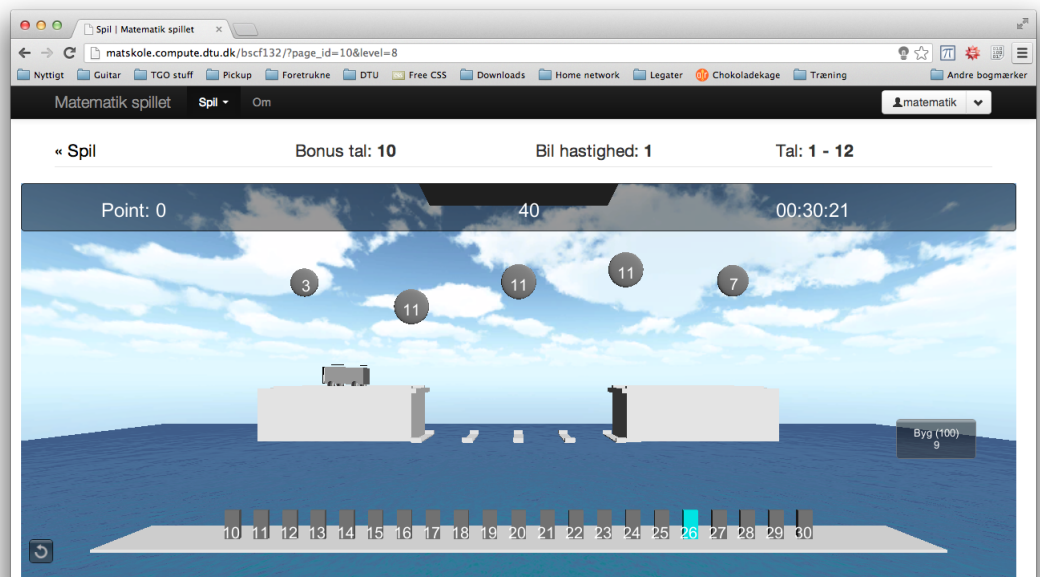 Spil | Matematik spillet
matskole.compute.dtu.dk/bscf132/?page_id=10&level=8
Nyttigt Guitar TGO stuff Pickup Foretrukne DTU Free CSS Downloads Home network Legater Chokoladekage Træning Andre bogmærker
Matematik spillet Spil Om matematik
« Spil Bonus tal: 10 Bil hastighed: 1 Tal: 1 - 12
Point: 0 40 00:30:21
3 11 11 11 7
Byg (100)
9
10 11 12 13 14 15 16 17 18 19 20 21 22 23 24 25 26 27 28 29 30